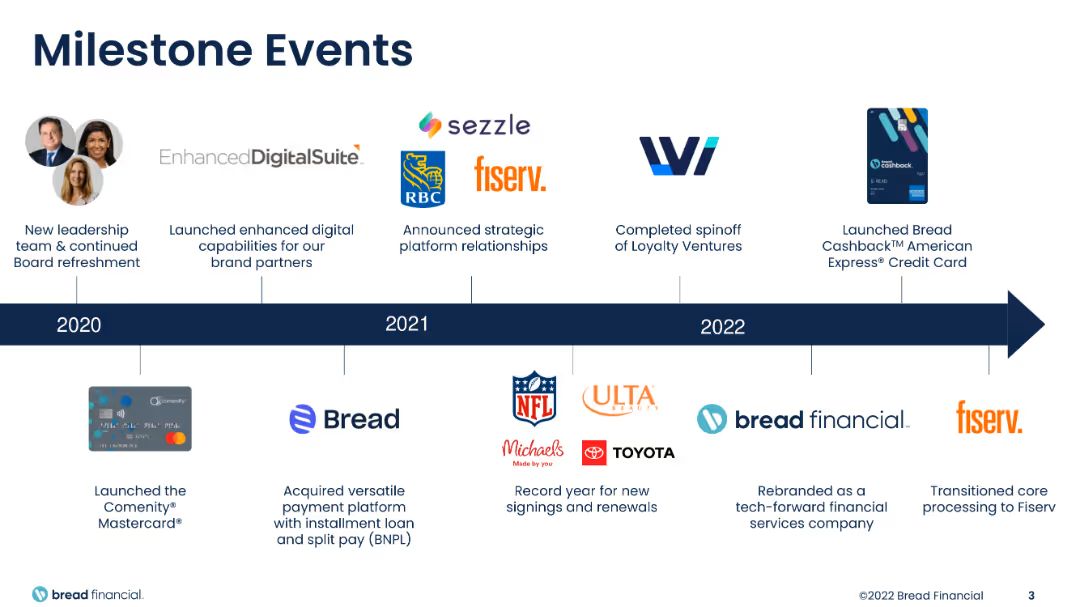 Milestone Events
sezzle
EnhancedDigitalSuite
RBC
fiserv.
bread
cashback
New leadership
team & continued
Board refreshment
Launched enhanced digital
capabilities for our
brand partners
Announced strategic
platform relationships
Completed spinoff
of Loyalty Ventures
Launched Bread
Cashback™ American
Express® Credit Card
2020
2021
2022
comenity
Bread
NFL
ULTA
BEAUTY
Michaels
Made by you
TOYOTA
bread financial
fiserv.
Launched the
Comenity®
Mastercard®
Acquired versatile
payment platform
with installment loan
and split pay (BNPL)
Record year for new
signings and renewals
Rebranded as a
tech-forward financial
services company
Transitioned core
processing to Fiserv
bread financial
©2022 Bread Financial
3